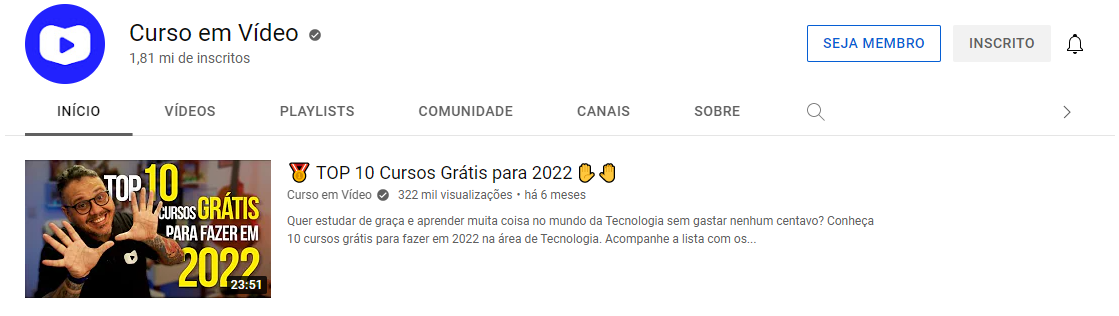 Curso em Vídeo
1,81 mi de inscritos
SEJA MEMBRO
INSCRITO
INÍCIO VÍDEOS PLAYLISTS COMUNIDADE CANAIS SOBRE
TOP 10
CURSOS GRÁTIS
PARA FAZER EM
2022
23:51
🏅 TOP 10 Cursos Grátis para 2022 ✋🤚
Curso em Vídeo 322 mil visualizações • há 6 meses
Quer estudar de graça e aprender muita coisa no mundo da Tecnologia sem gastar nenhum centavo? Conheça
10 cursos grátis para fazer em 2022 na área de Tecnologia. Acompanhe a lista com os...